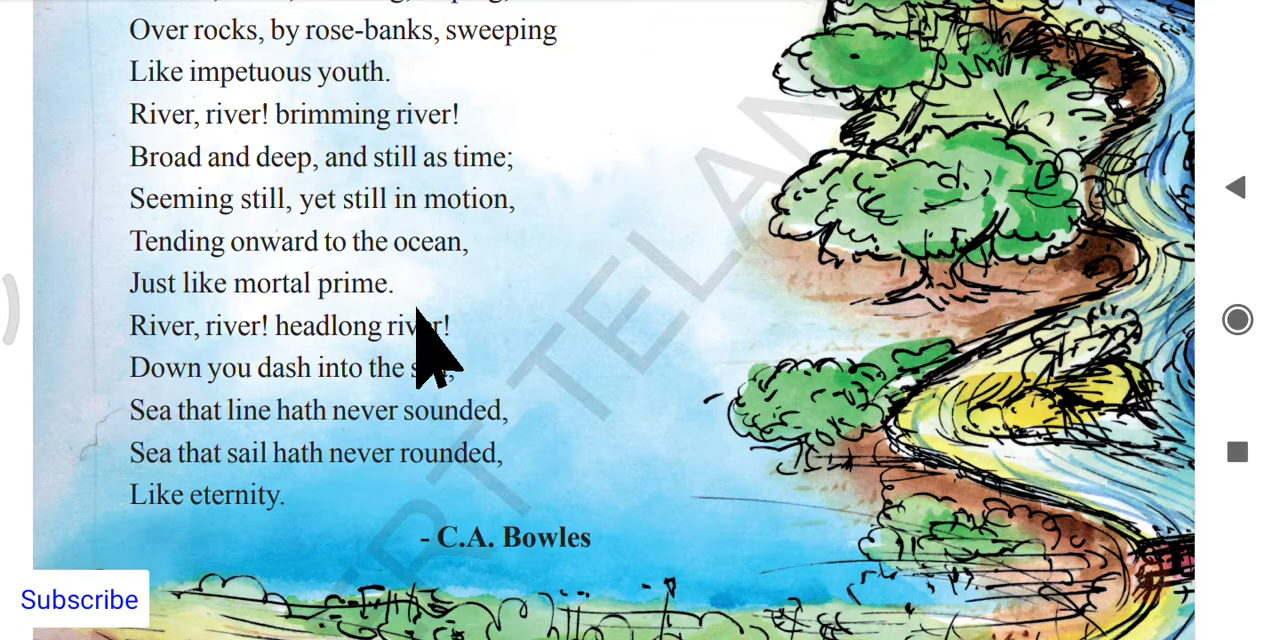 Over rocks, by rose-banks, sweeping
Like impetuous youth.
River, river! brimming river!
Broad and deep, and still as time;
Seeming still, yet still in motion,
Tending onward to the ocean,
Just like mortal prime.
River, river! headlong river!
Down you dash into the
Sea that line hath never sounded,
Sea that sail hath never rounded,
Like eternity.
- C.A. Bowles
Subscribe